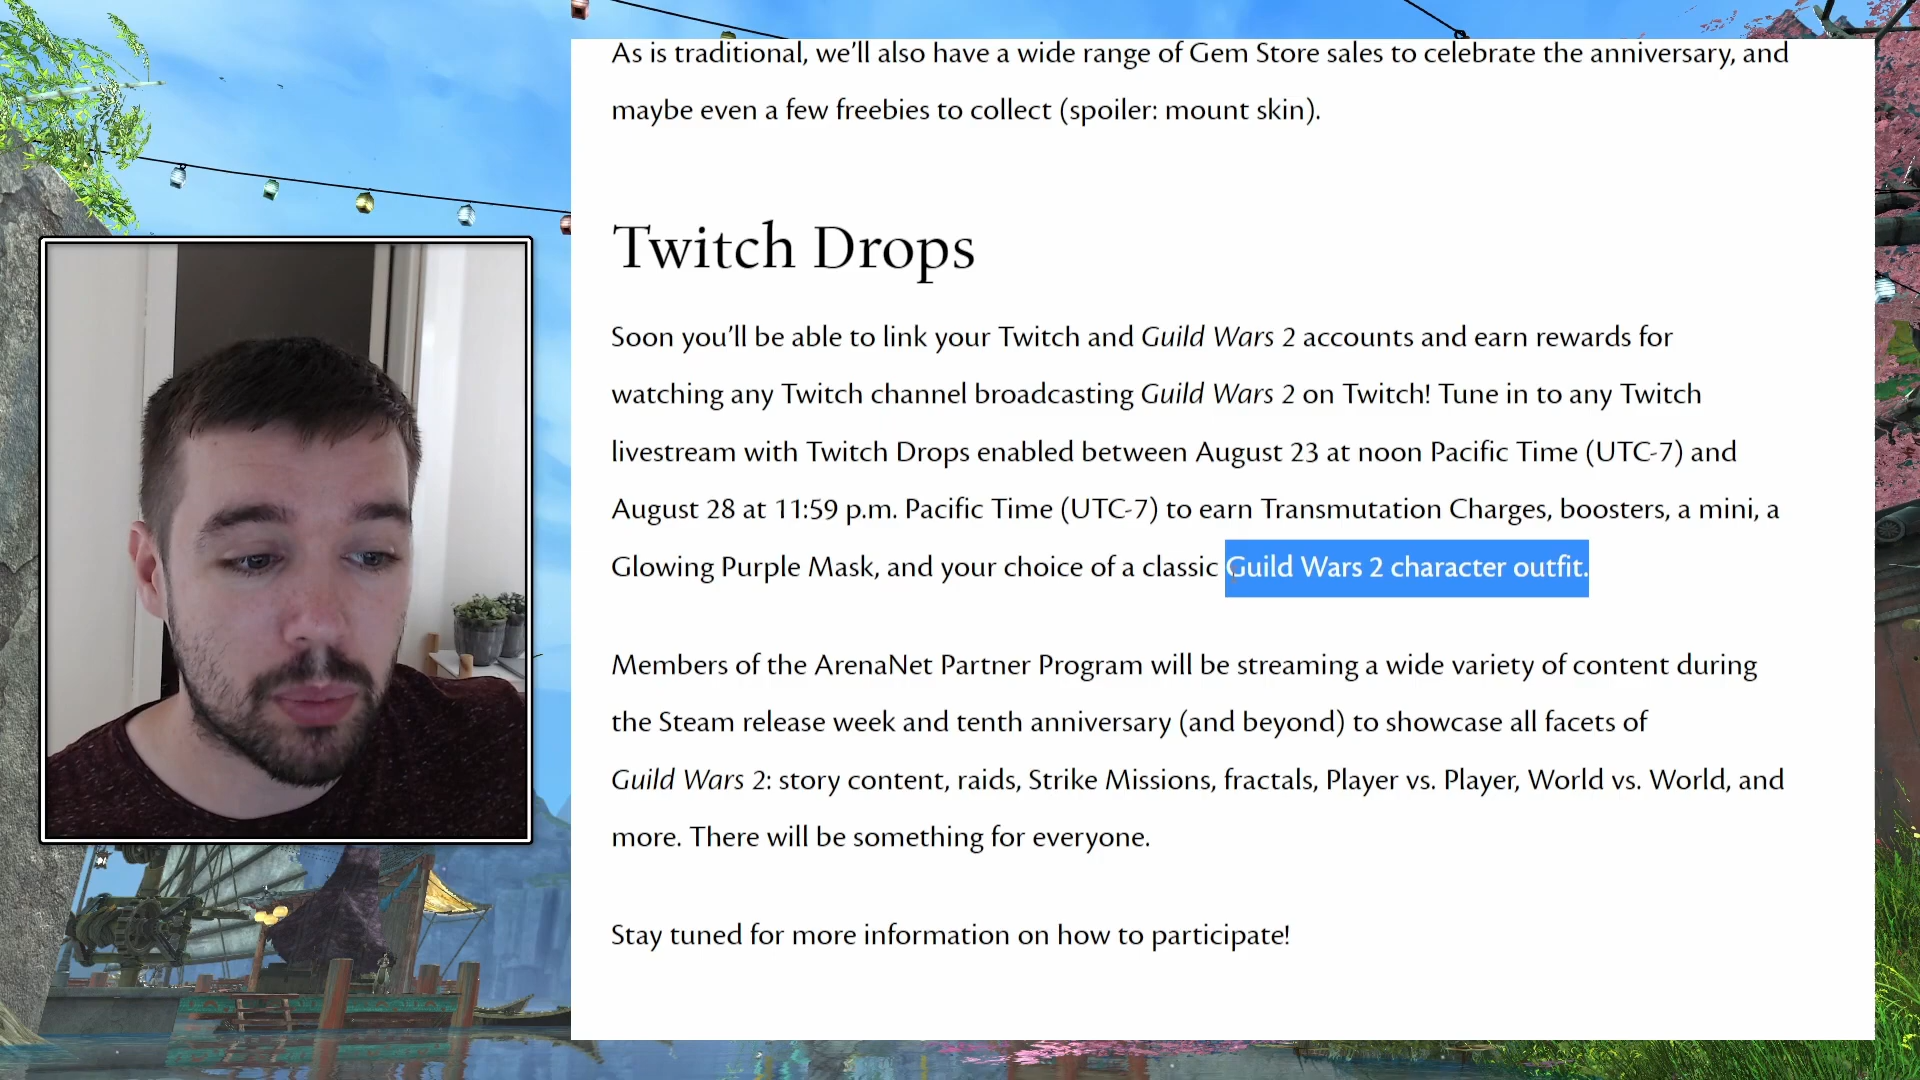 As is traditional, we’ll also have a wide range of Gem Store sales to celebrate the anniversary, and
maybe even a few freebies to collect (spoiler: mount skin).
Twitch Drops
Soon you’ll be able to link your Twitch and Guild Wars 2 accounts and earn rewards for
watching any Twitch channel broadcasting Guild Wars 2 on Twitch! Tune in to any Twitch
livestream with Twitch Drops enabled between August 23 at noon Pacific Time (UTC-7) and
August 28 at 11:59 p.m. Pacific Time (UTC-7) to earn Transmutation Charges, boosters, a mini, a
Glowing Purple Mask, and your choice of a classic Guild Wars 2 character outfit.
Members of the ArenaNet Partner Program will be streaming a wide variety of content during
the Steam release week and tenth anniversary (and beyond) to showcase all facets of
Guild Wars 2: story content, raids, Strike Missions, fractals, Player vs. Player, World vs. World, and
more. There will be something for everyone.
Stay tuned for more information on how to participate!